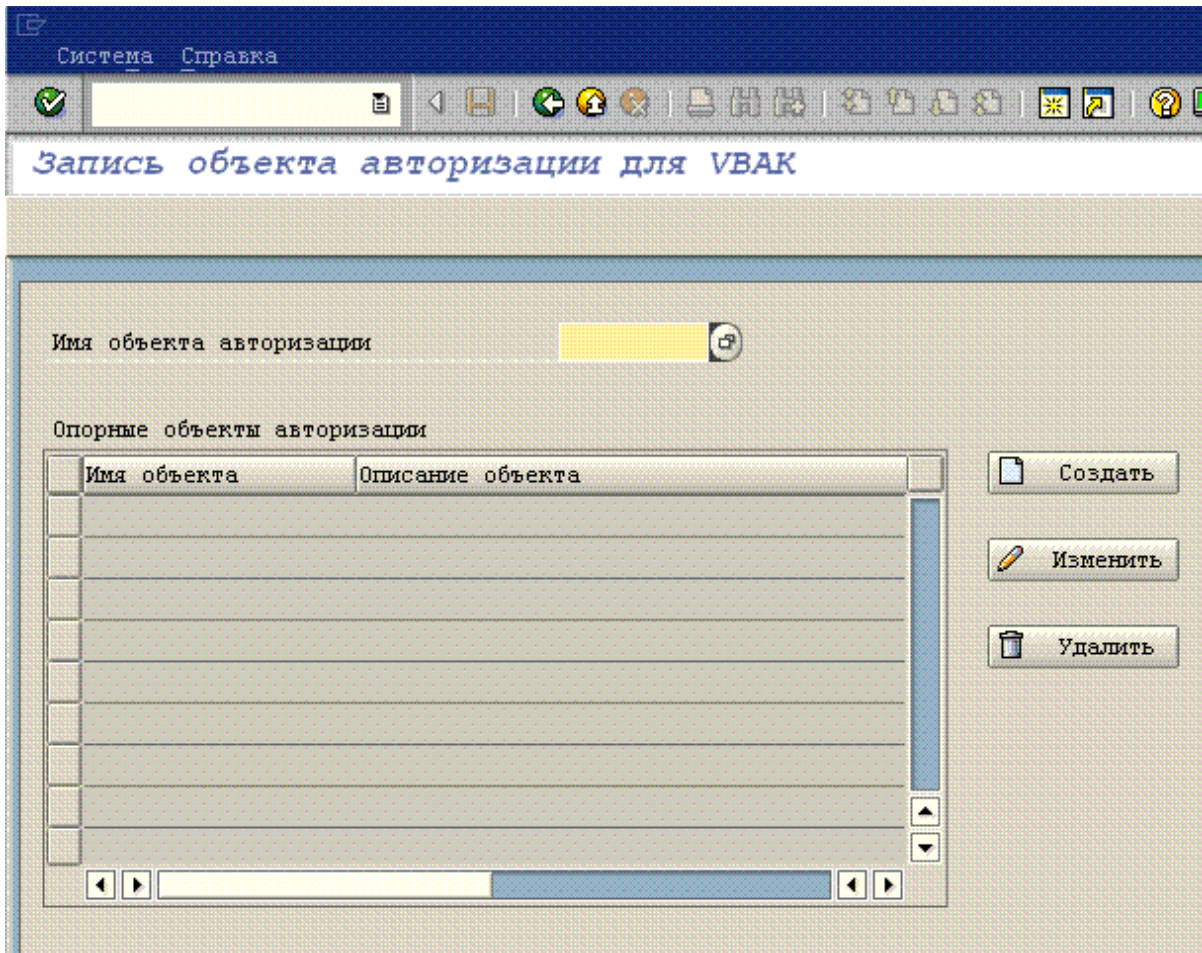 Система Справка
Запись объекта авторизации для VBAK
Имя объекта авторизации
Опорные объекты авторизации
Имя объекта Описание объекта
Создать
Изменить
Удалить